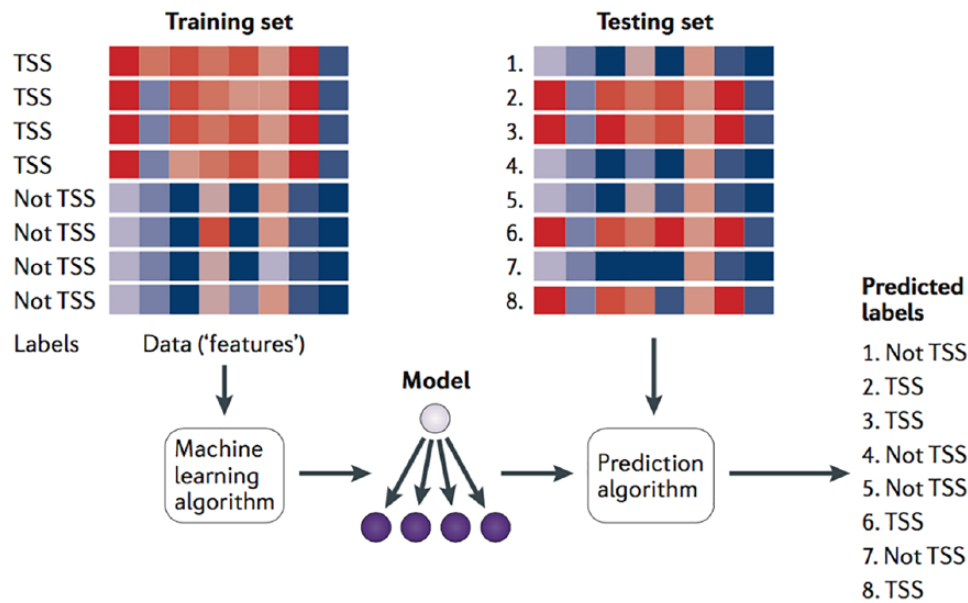 Training set
TSS
TSS
TSS
TSS
Not TSS
Not TSS
Not TSS
Not TSS
Labels
Data (‘features’)
Testing set
1.
2.
3.
4.
5.
6.
7.
8.
Machine
learning
algorithm
Model
Prediction
algorithm
Predicted
labels
1. Not TSS
2. TSS
3. TSS
4. Not TSS
5. Not TSS
6. TSS
7. Not TSS
8. TSS